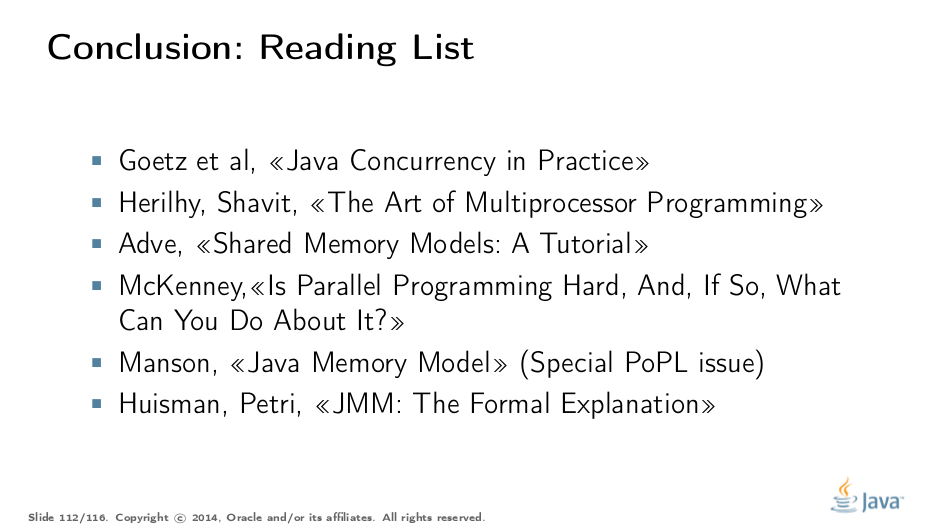 Conclusion: Reading List
Goetz et al, «Java Concurrency in Practice»
Herilhy, Shavit, «The Art of Multiprocessor Programming»
Adve, «Shared Memory Models: A Tutorial»
McKenney,«Is Parallel Programming Hard, And, If So, What
Can You Do About It?»
Manson, «Java Memory Model» (Special PoPL issue)
Huisman, Petri, «JMM: The Formal Explanation»
Java™
Slide 112/116. Copyright © 2014, Oracle and/or its affiliates. All rights reserved.